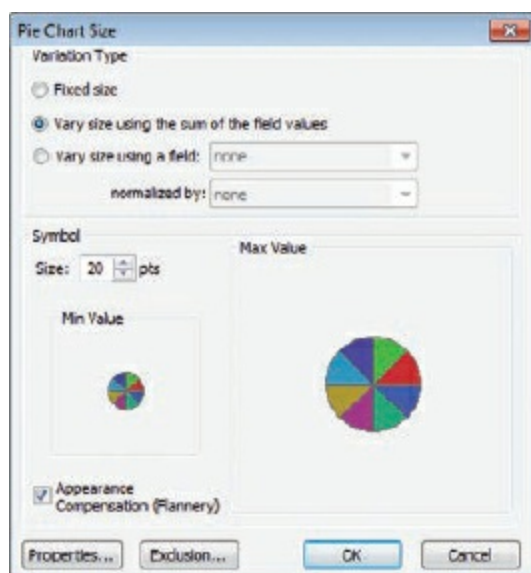 Pie Chart Size
Variation Type
Fixed size
Vary size using the sum of the field values
Vary size using a field: none
normalized by: none
Symbol
Size: 20 pts
Max Value
Min Value
Appearance
Compensation (Flannery)
Properties... Exclusion... OK Cancel